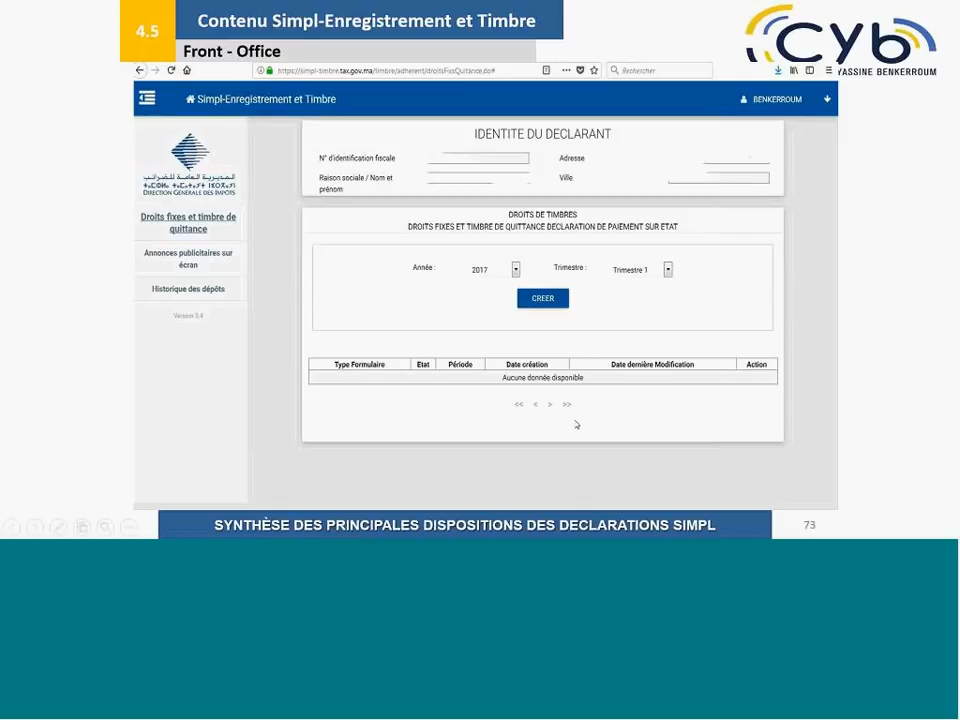 4.5
Contenu Simpl-Enregistrement et Timbre
Front - Office
CYb
YASSINE BENKERROUM
https://simpl-timbre.tax.gov.ma/timbre/adherent/droitsFixsQuitance.do#
Rechercher
Simpl-Enregistrement et Timbre
BENKERROUM
المديرية العامة للضرائب
DIRECTION GENERALE DES IMPÔTS
Droits fixes et timbre de
quittance
Annonces publicitaires sur
écran
Historique des dépôts
Version 3.4
IDENTITE DU DECLARANT
N° d'identification fiscale
Adresse
Raison sociale / Nom et
prénom
Ville
DROITS DE TIMBRES
DROITS FIXES ET TIMBRE DE QUITTANCE DECLARATION DE PAIEMENT SUR ETAT
Année : 2017 Trimestre : Trimestre 1
CREER
Type Formulaire Etat Période Date création Date dernière Modification Action
Aucune donnée disponible
<< < > >>
SYNTHÈSE DES PRINCIPALES DISPOSITIONS DES DECLARATIONS SIMPL
73